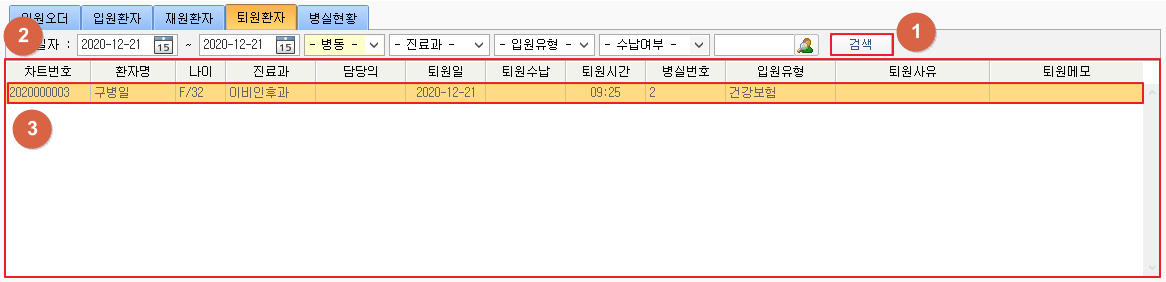 입원환자 재원환자 퇴원환자 병실현황
2 일자 : 2020-12-21 15 ~ 2020-12-21 15 - 병동 - - 진료과 - - 입원유형 - - 수납여부 - 검색 1
차트번호 환자명 나이 진료과 담당의 퇴원일 퇴원수납 퇴원시간 병실번호 입원유형 퇴원사유 퇴원메모
2020000003 구병일 F/32 이비인후과 2020-12-21 09:25 2 건강보험
3